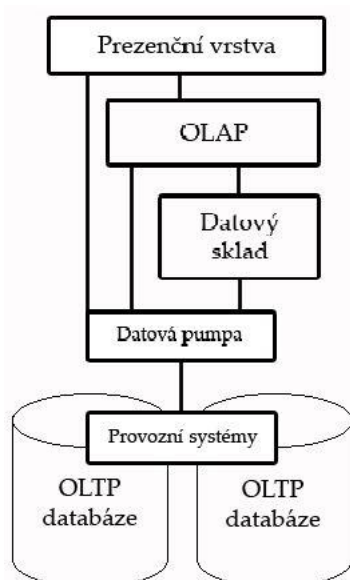 Prezenční vrstva
OLAP
Datový
sklad
Datová pumpa
Provozní systémy
OLTP
databáze
OLTP
databáze